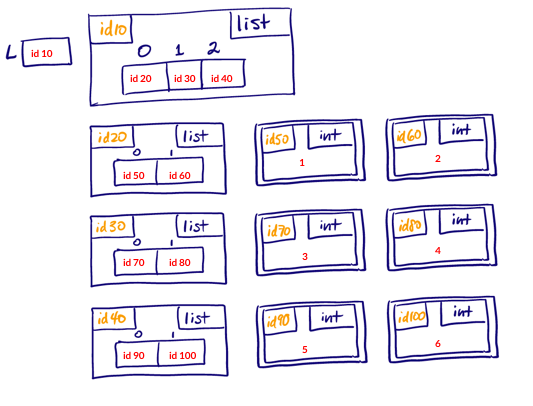 id10 list
L id 10
0 1 2
id 20 id 30 id 40
id20 list id50 int id60 int
0 1
id 50 id 60 1 2
id30 list id70 int id80 int
0 1
id 70 id 80 3 4
id40 list id90 int id100 int
0 1
id 90 id 100 5 6